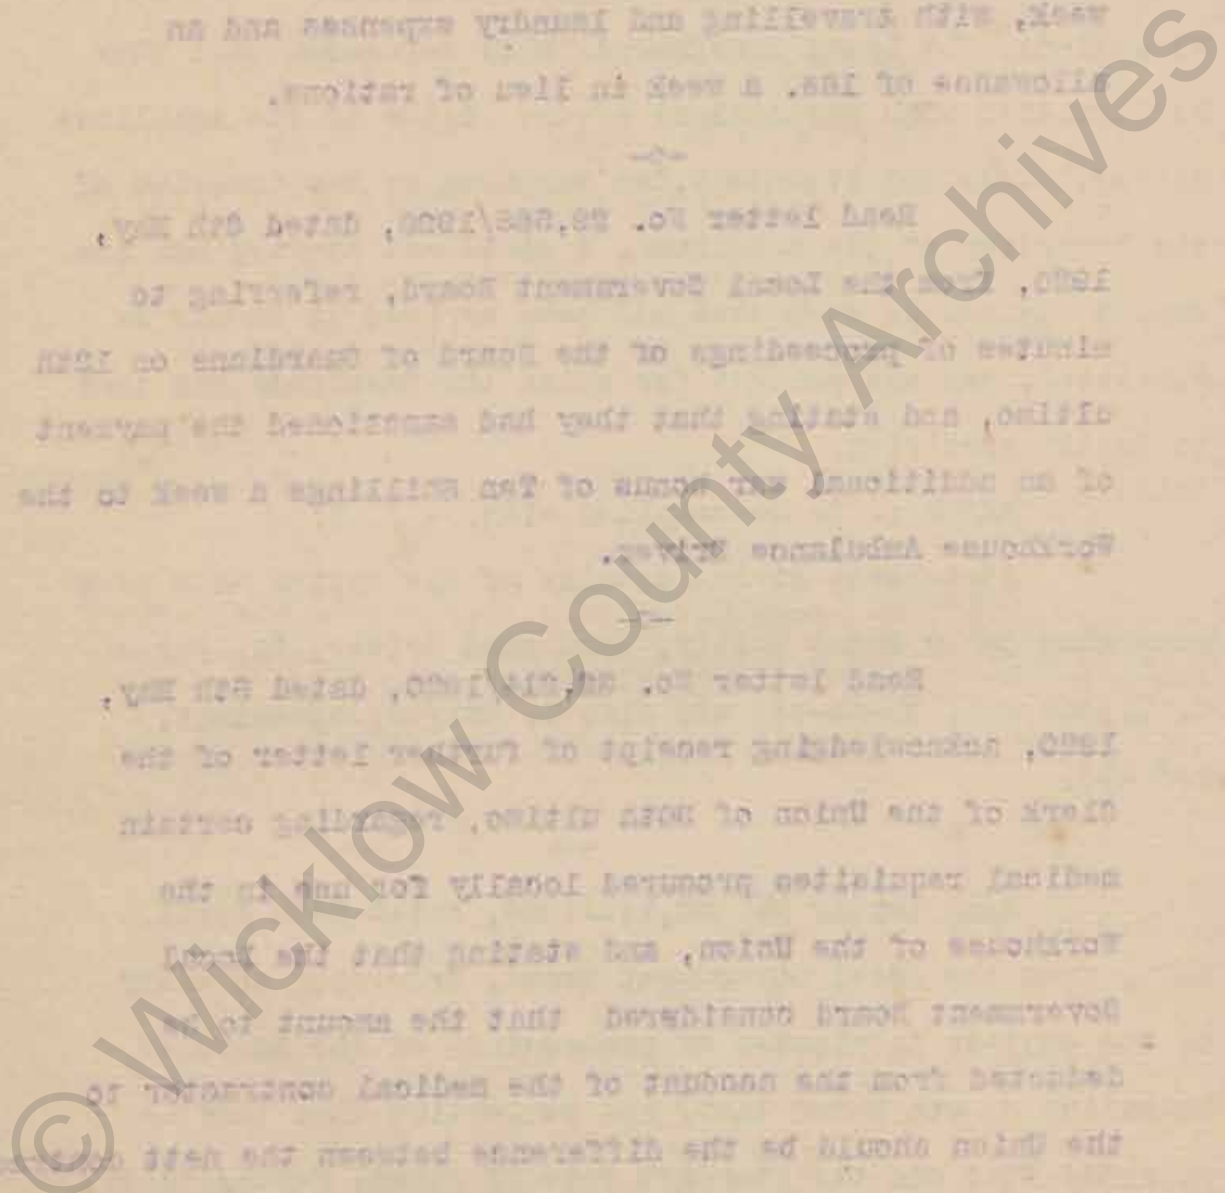 week, with travelling and laundry expenses and an
allowance of 18s. a week in lieu of rations.
Read letter No. /1920, dated 8th May,
1920, from the Local Government Board, referring to
minutes of proceedings of the Board of Guardians on 12th
ultimo, and stating that they had sanctioned the payment
of an additional war bonus of Ten Shillings a week to the
Workhouse Ambulance Driver.
Read letter No. /1920, dated May,
1920, acknowledging receipt of further letter of the
Clerk of the Union of ultimo, regarding certain
medical requisites procured locally for use in the
Workhouse of the Union, and stating that the Local
Government Board considered that the amount to be
deducted from the account of the medical contractor to
the Union should be the difference between the nett
© Wicklow County Archives